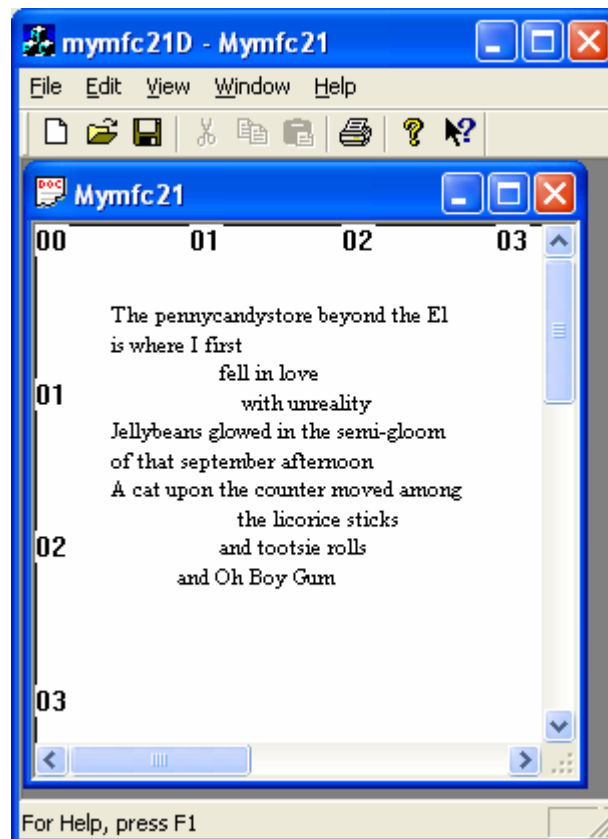 mymfc21D - Mymfc21
File Edit View Window Help
DOC Mymfc21
00 01 02 03
The pennycandystore beyond the El
is where I first
fell in love
01
with unreality
Jellybeans glowed in the semi-gloom
of that september afternoon
A cat upon the counter moved among
the licorice sticks
02
and tootsie rolls
and Oh Boy Gum
03
For Help, press F1